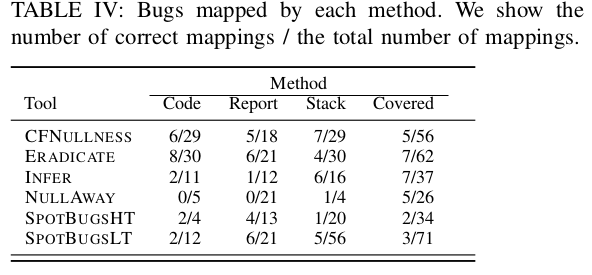 TABLE IV: Bugs mapped by each method. We show the
number of correct mappings / the total number of mappings.
Method
Tool Code Report Stack Covered
CFNULLNESS 6/29 5/18 7/29 5/56
ERADICATE 8/30 6/21 4/30 7/62
INFER 2/11 1/12 6/16 7/37
NULLAWAY 0/5 0/21 1/4 5/26
SPOTBUGSHT 2/4 4/13 1/20 2/34
SPOTBUGSLT 2/12 6/21 5/56 3/71